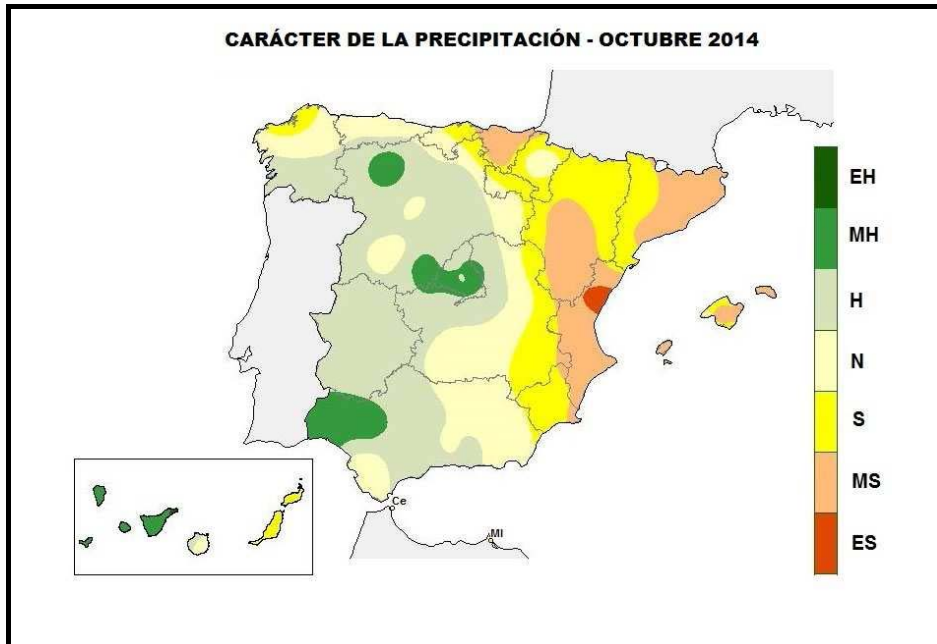 CARÁCTER DE LA PRECIPITACIÓN - OCTUBRE 2014
EH
MH
H
N
S
MS
ES
Ce
Ml